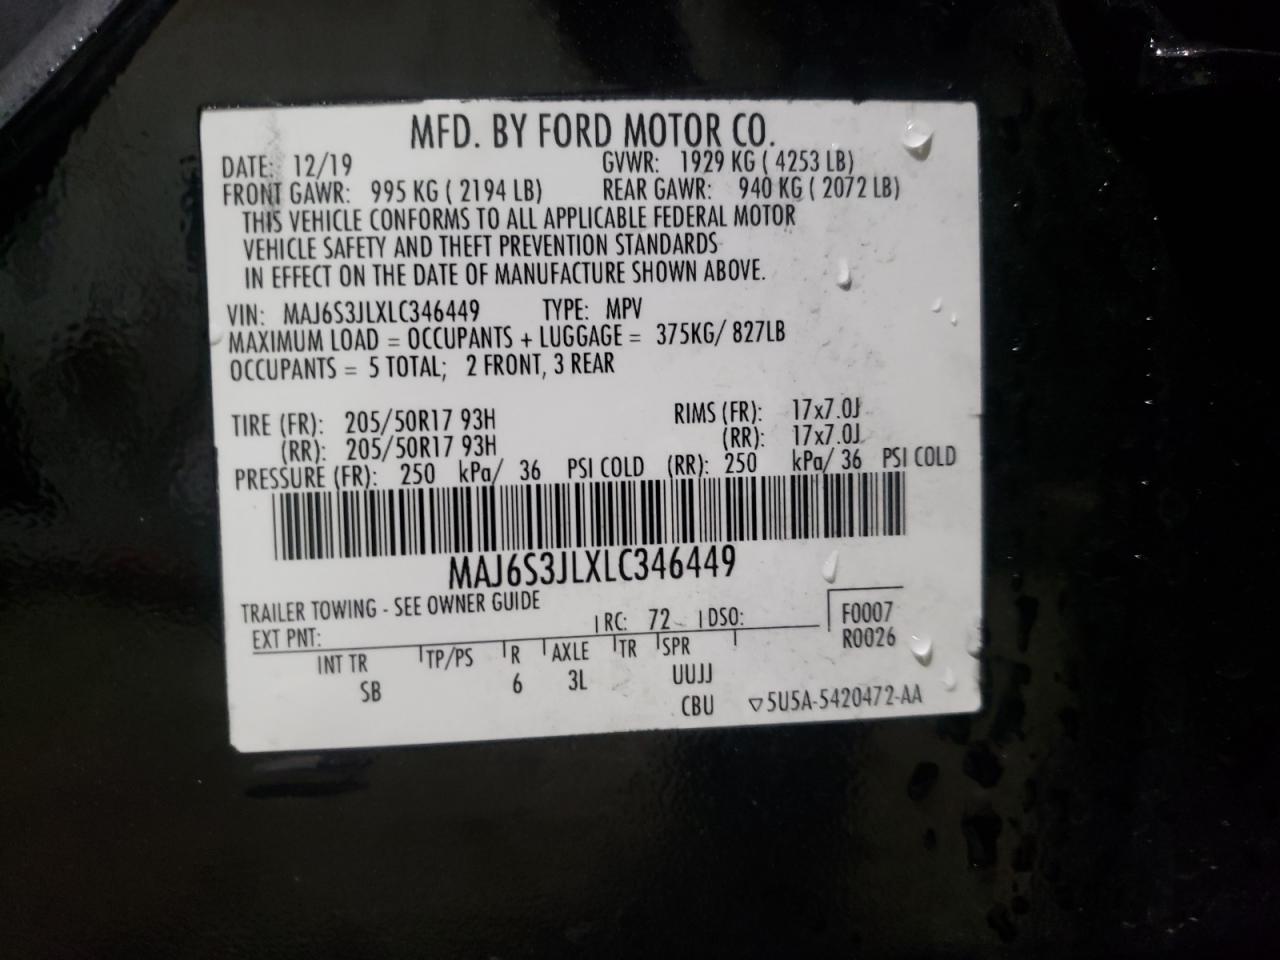 MFD. BY FORD MOTOR CO.
DATE: 12/19 GVWR: 1929 KG ( 4253 LB)
FRONT GAWR: 995 KG ( 2194 LB) REAR GAWR: 940 KG ( 2072 LB)
THIS VEHICLE CONFORMS TO ALL APPLICABLE FEDERAL MOTOR
VEHICLE SAFETY AND THEFT PREVENTION STANDARDS
IN EFFECT ON THE DATE OF MANUFACTURE SHOWN ABOVE.
VIN: MAJ6S3JLXLC346449 TYPE: MPV
MAXIMUM LOAD = OCCUPANTS + LUGGAGE = 375KG/ 827LB
OCCUPANTS = 5 TOTAL; 2 FRONT, 3 REAR
TIRE (FR): 205/50R17 93H RIMS (FR): 17x7.0J
(RR): 205/50R17 93H (RR): 17x7.0J
PRESSURE (FR): 250 kPa/ 36 PSI COLD (RR): 250 kPa/ 36 PSI COLD
MAJ6S3JLXLC346449
TRAILER TOWING - SEE OWNER GUIDE
EXT PNT: RC: 72 DSO: F0007
R0026
INT TR TP/PS R AXLE TR SPR
SB 6 3L UUJJ
CBU ▽5U5A-5420472-AA